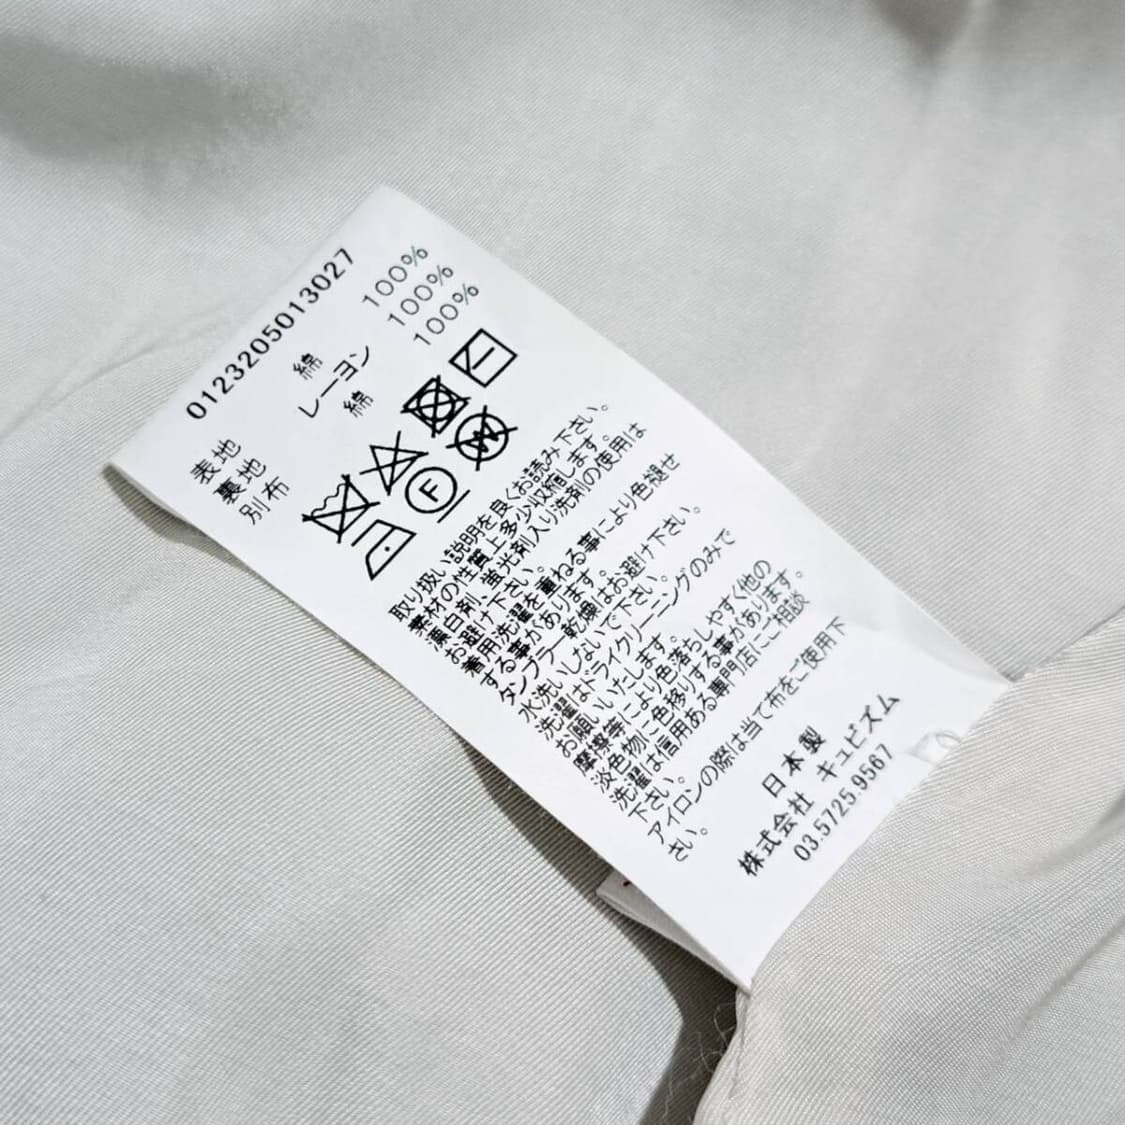 0123205013027
表地 綿 100%
裏地 レーヨン 100%
別布 綿 100%
F
W
取り扱い説明を良くお読み下さい。
素材の性質上多少収縮します。
漂白剤、蛍光剤入り洗剤の使用は
お避け下さい。
着用洗濯を重ねる事により色褪せ
する事があります。
タンブラー乾燥はお避け下さい。
水洗いしないで下さい。
洗濯はドライクリーニングのみで
お願いいたします。
摩擦等により色落ちしやすく他の
淡色物に色移りする事があります。
洗濯は信用ある専門店にご相談
下さい。
アイロンの際は当て布をご使用下
さい。
日本製
株式会社 キュビズム
03.5725.9567